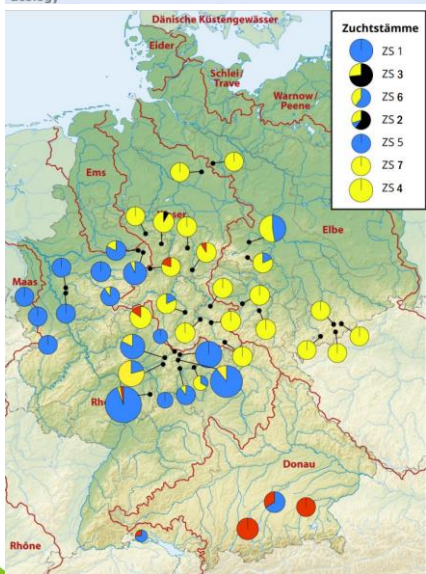 ecology
Dänische Küstengewässer
Eider
Schlei/
Trave
Warnow/
Peene
Ems
Elbe
Maas
Donau
Rhône
Zuchtstämme
ZS 1
ZS 3
ZS 6
ZS 2
ZS 5
ZS 7
ZS 4